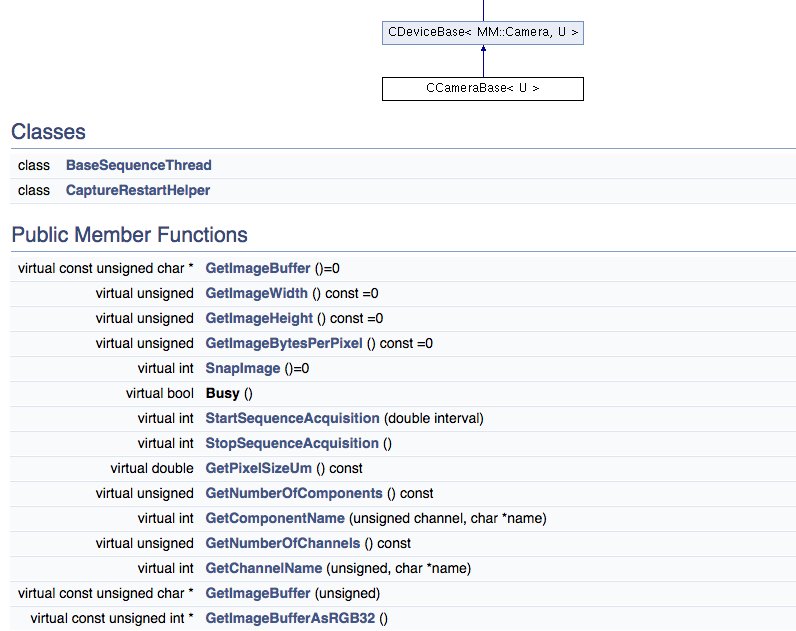 CDeviceBase< MM::Camera, U >
CCameraBase< U >
Classes
class BaseSequenceThread
class CaptureRestartHelper
Public Member Functions
virtual const unsigned char * GetImageBuffer ()=0
virtual unsigned GetImageWidth () const =0
virtual unsigned GetImageHeight () const =0
virtual unsigned GetImageBytesPerPixel () const =0
virtual int SnapImage ()=0
virtual bool Busy ()
virtual int StartSequenceAcquisition (double interval)
virtual int StopSequenceAcquisition ()
virtual double GetPixelSizeUm () const
virtual unsigned GetNumberOfComponents () const
virtual int GetComponentName (unsigned channel, char *name)
virtual unsigned GetNumberOfChannels () const
virtual int GetChannelName (unsigned, char *name)
virtual const unsigned char * GetImageBuffer (unsigned)
virtual const unsigned int * GetImageBufferAsRGB32 ()